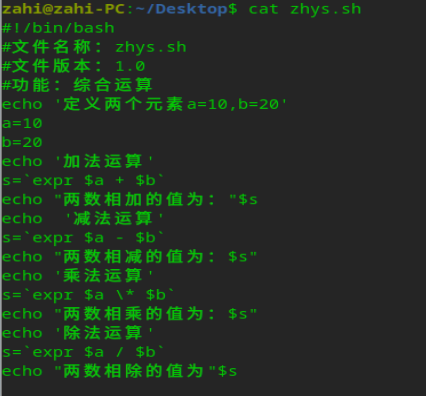 zahi@zahi-PC:~/Desktop$ cat zhys.sh
#!/bin/bash
#文件名称：zhys.sh
#文件版本：1.0
#功能：综合运算
echo '定义两个元素a=10,b=20'
a=10
b=20
echo '加法运算'
s=`expr $a + $b`
echo "两数相加的值为："$s
echo  '减法运算'
s=`expr $a - $b`
echo "两数相减的值为：$s"
echo '乘法运算'
s=`expr $a \* $b`
echo "两数相乘的值为：$s"
echo '除法运算'
s=`expr $a / $b`
echo "两数相除的值为"$s